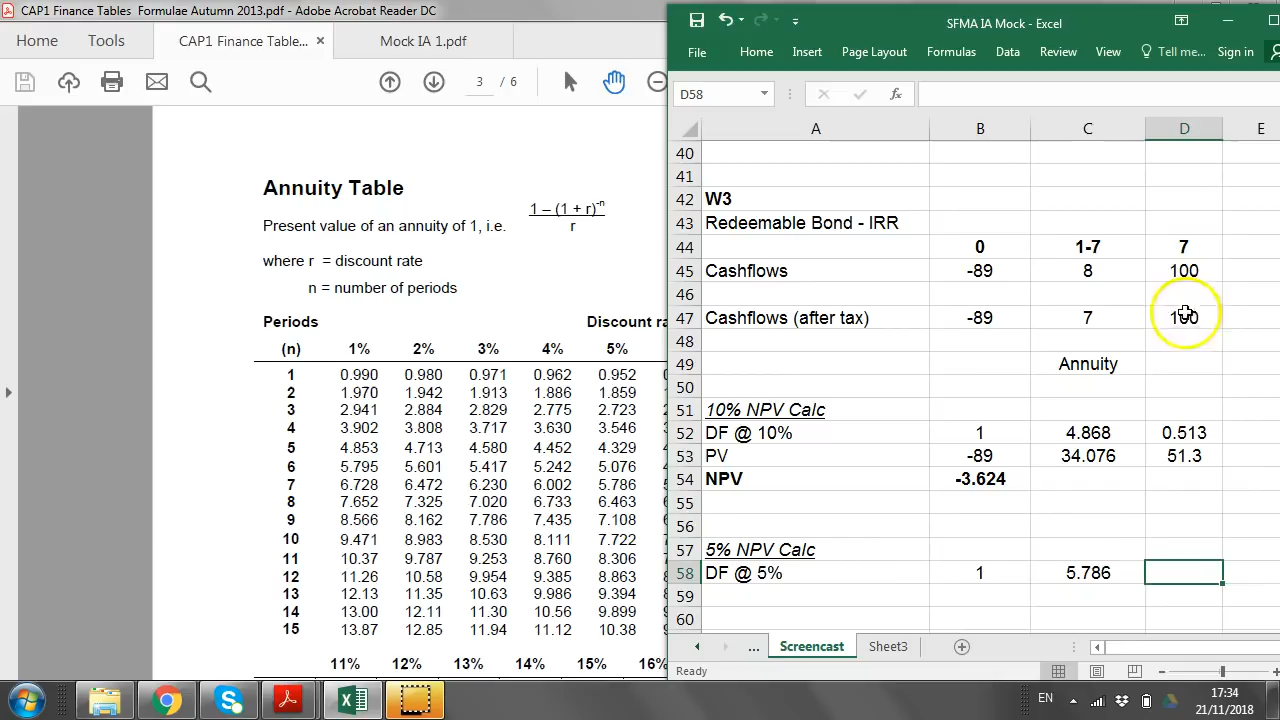 CAP1 Finance Tables Formulae Autumn 2013.pdf - Adobe Acrobat Reader DC
Home
Tools
CAP1 Finance Table...
×
Mock IA 1.pdf
3 / 6
Annuity Table
Present value of an annuity of 1, i.e.
1 – (1 + r)-n
r
where r = discount rate
n = number of periods
Periods
Discount ra
(n) 1% 2% 3% 4% 5%
1 0.990 0.980 0.971 0.962 0.952
2 1.970 1.942 1.913 1.886 1.859
3 2.941 2.884 2.829 2.775 2.723
4 3.902 3.808 3.717 3.630 3.546
5 4.853 4.713 4.580 4.452 4.329
6 5.795 5.601 5.417 5.242 5.076
7 6.728 6.472 6.230 6.002 5.786
8 7.652 7.325 7.020 6.733 6.463
9 8.566 8.162 7.786 7.435 7.108
10 9.471 8.983 8.530 8.111 7.722
11 10.37 9.787 9.253 8.760 8.306
12 11.26 10.58 9.954 9.385 8.863
13 12.13 11.35 10.63 9.986 9.394
14 13.00 12.11 11.30 10.56 9.899
15 13.87 12.85 11.94 11.12 10.38
11% 12% 13% 14% 15% 16%
SFMA IA Mock - Excel
File Home Insert Page Layout Formulas Data Review View Tell me... Sign in
D58
fx
A B C D E
40
41
42 W3
43 Redeemable Bond - IRR
44 0 1-7 7
45 Cashflows -89 8 100
46
47 Cashflows (after tax) -89 7 100
48
49 Annuity
50
51 10% NPV Calc
52 DF @ 10% 1 4.868 0.513
53 PV -89 34.076 51.3
54 NPV -3.624
55
56
57 5% NPV Calc
58 DF @ 5% 1 5.786
59
60
... Screencast Sheet3
Ready
EN
17:34
21/11/2018